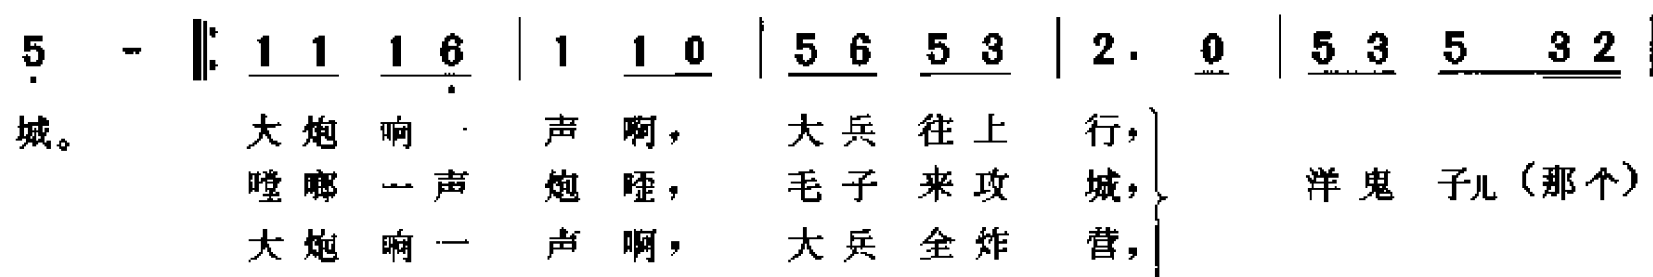 5 - 1 1 1 6 1 1 0 5 6 5 3 2. 0 5 3 5 3 2
城。 大炮响 声啊，大兵往上行，
嘡啷一声炮哇，毛子来攻城， 洋鬼子儿（那个）
大炮响一声啊，大兵全炸营，